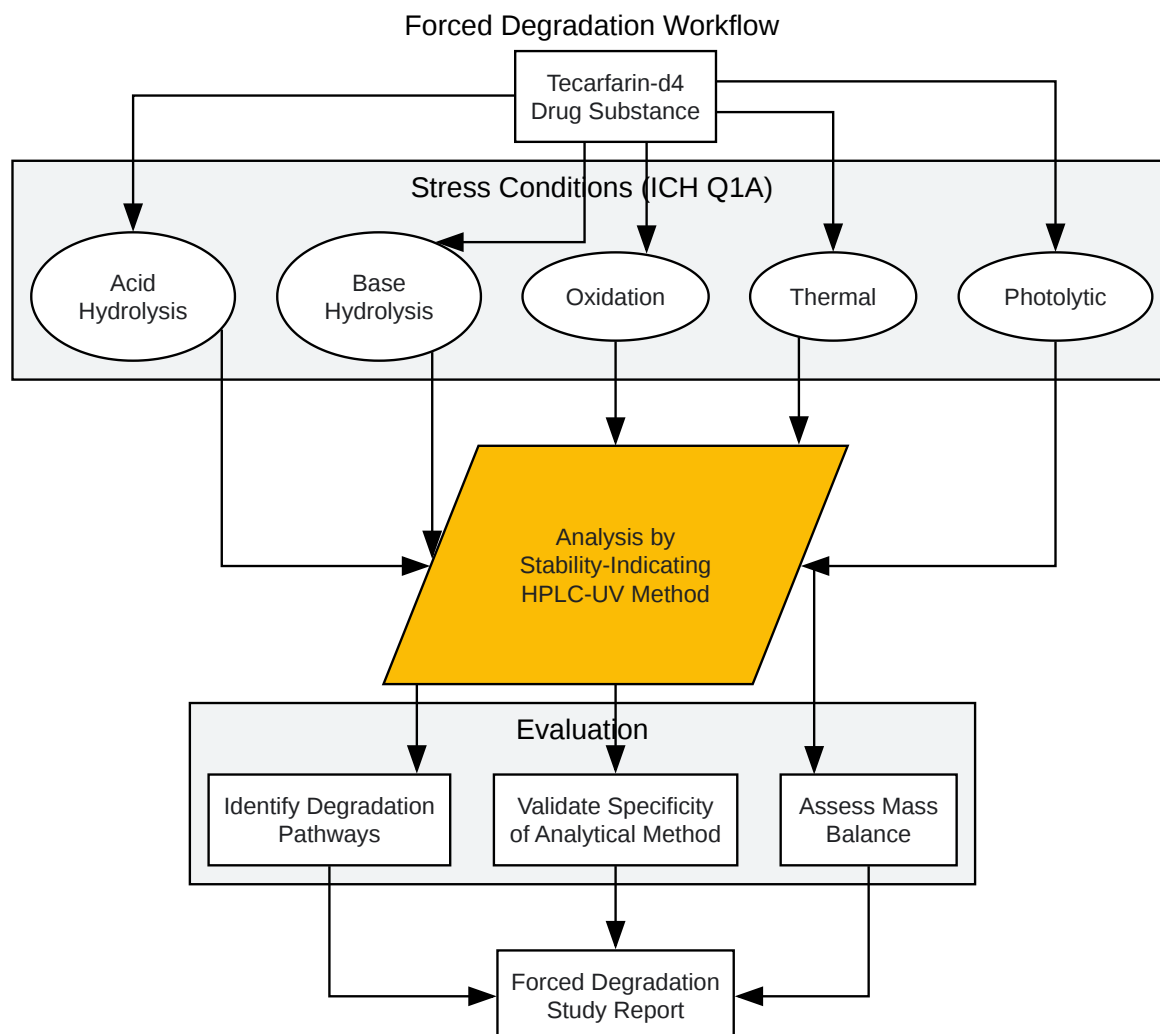 Forced Degradation Workflow
Tecarfarin-d4
Drug Substance
Stress Conditions (ICH Q1A)
Acid
Hydrolysis
Base
Hydrolysis
Oxidation
Thermal
Photolytic
Analysis by
Stability-Indicating
HPLC-UV Method
Evaluation
Identify Degradation
Pathways
Validate Specificity
of Analytical Method
Assess Mass
Balance
Forced Degradation
Study Report